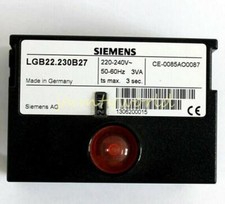 SIEMENS
LGB22.230B27
220-240V~
50-60Hz 3VA
CE-0085AO0087
Made in Germany
ts max. 3 sec.
Siemens AG
1306200015